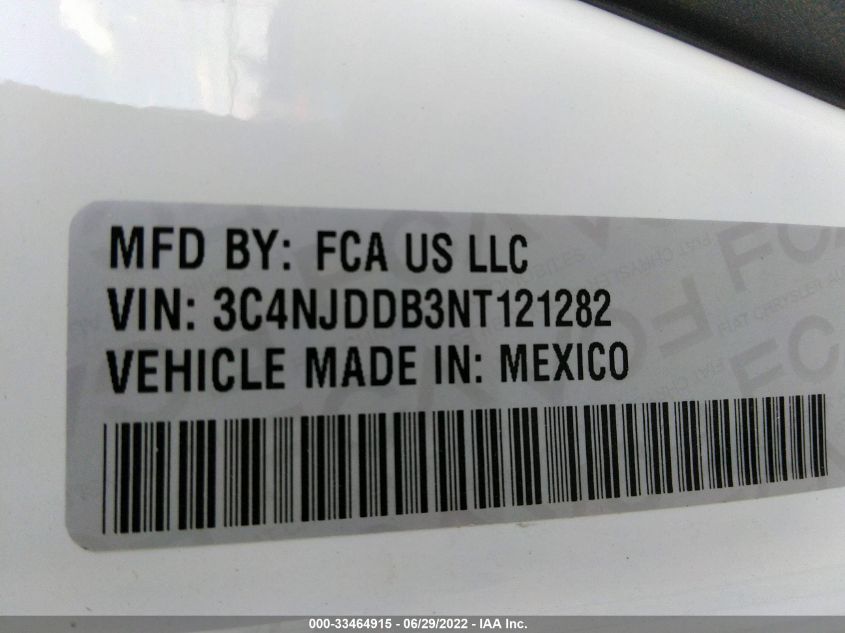 MFD BY: FCA US LLC
VIN: 3C4NJDDB3NT121282
VEHICLE MADE IN: MEXICO
000-33464915 - 06/29/2022 - IAA Inc.